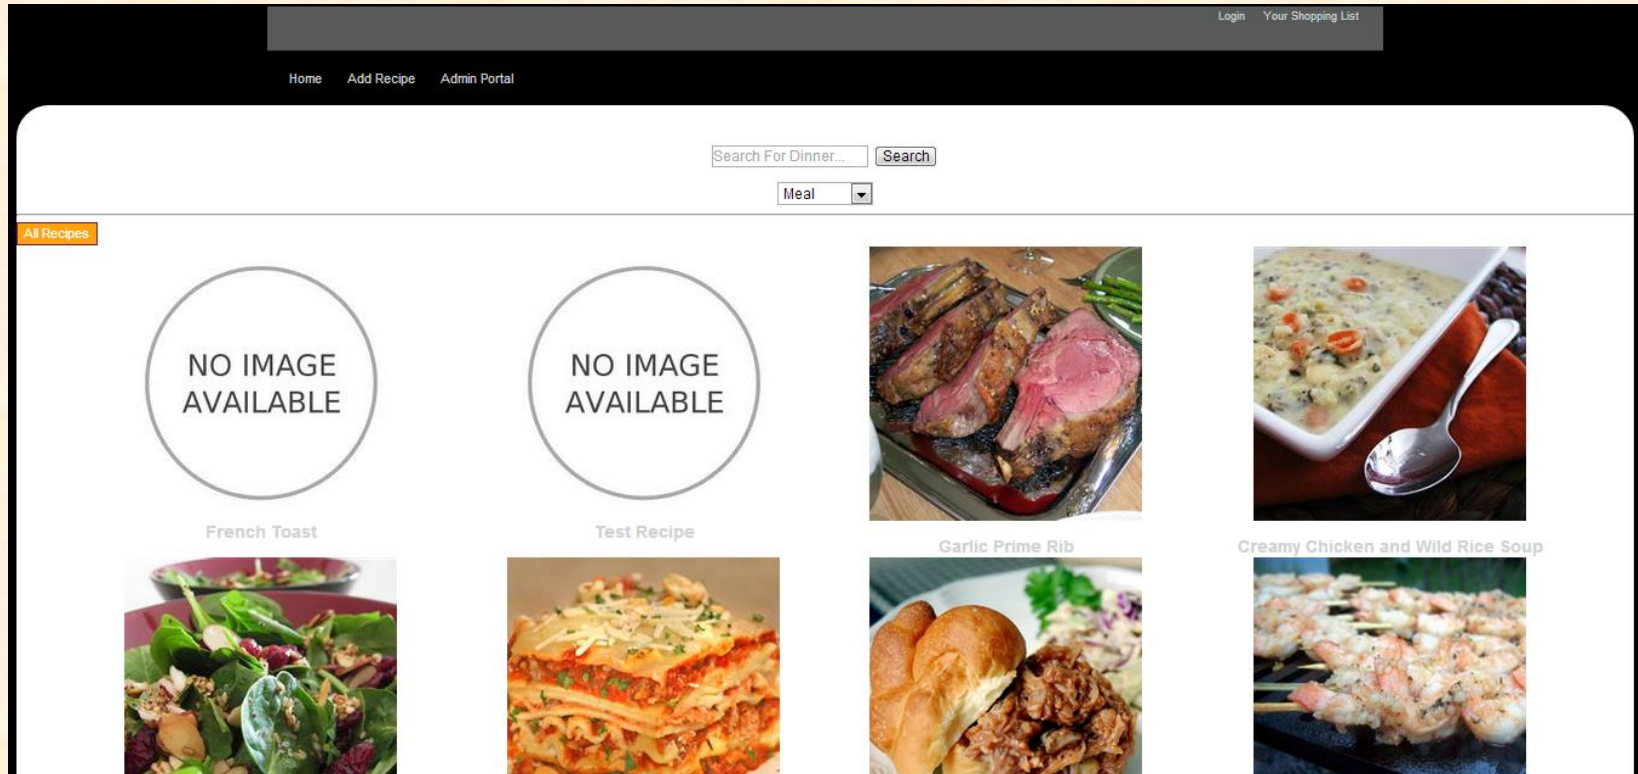 Login Your Shopping List
Home Add Recipe Admin Portal
Search For Dinner... Search
Meal
All Recipes
NO IMAGE
AVAILABLE
NO IMAGE
AVAILABLE
French Toast
Test Recipe
Garlic Prime Rib
Creamy Chicken and Wild Rice Soup